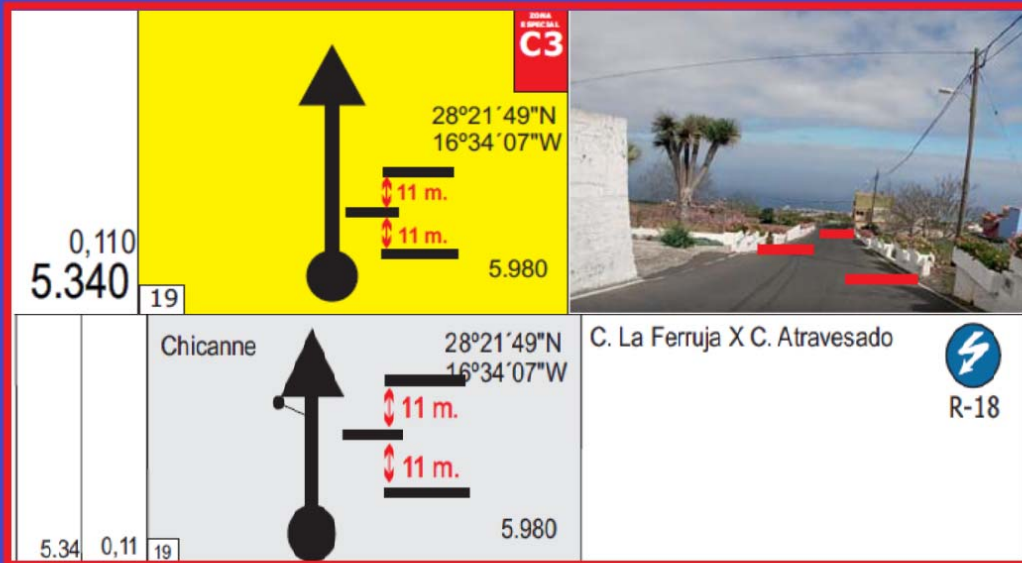 ZONA
ESPECIAL
C3
28º21´49"N
16º34´07"W
11 m.
11 m.
0,110
5.340
19
5.980
Chicanne
28º21´49"N
16º34´07"W
11 m.
11 m.
5.980
5.34
0,11
19
C. La Ferruja X C. Atravesado
R-18